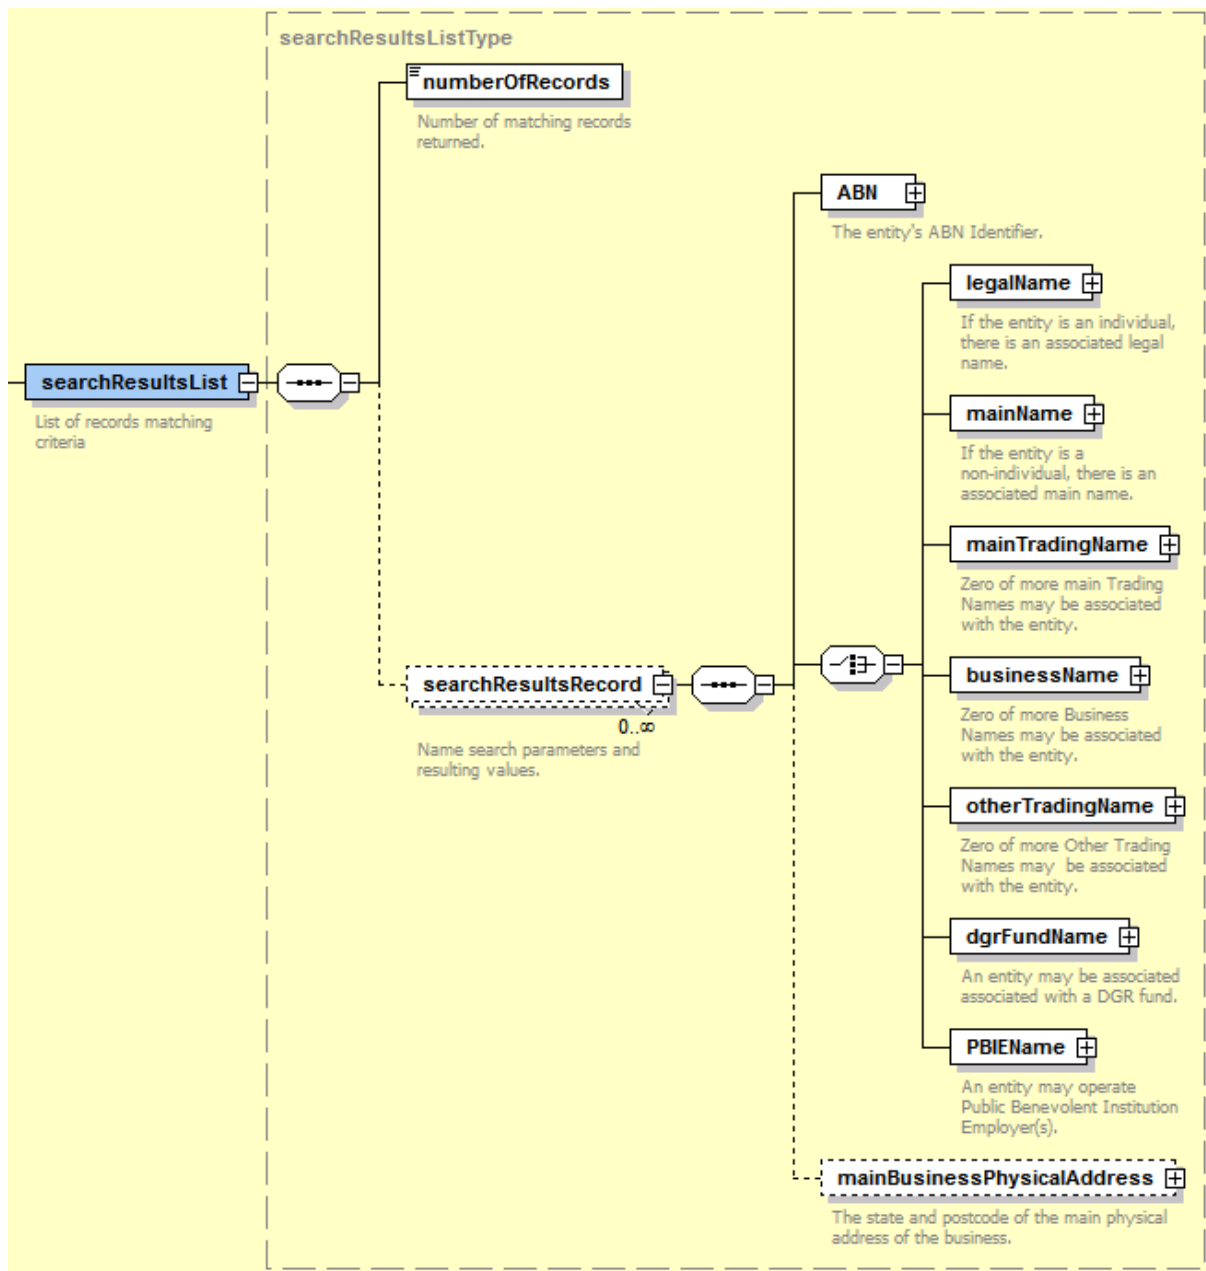 searchResultsListType
numberOfRecords
Number of matching records
returned.
ABN
The entity's ABN Identifier.
legalName
If the entity is an individual,
there is an associated legal
name.
searchResultsList
List of records matching
criteria
mainName
If the entity is a
non-individual, there is an
associated main name.
mainTradingName
Zero of more main Trading
Names may be associated
with the entity.
searchResultsRecord
0..∞
Name search parameters and
resulting values.
businessName
Zero of more Business
Names may be associated
with the entity.
otherTradingName
Zero of more Other Trading
Names may  be associated
with the entity.
dgrFundName
An entity may be associated
associated with a DGR fund.
PBIEName
An entity may operate
Public Benevolent Institution
Employer(s).
mainBusinessPhysicalAddress
The state and postcode of the main physical
address of the business.